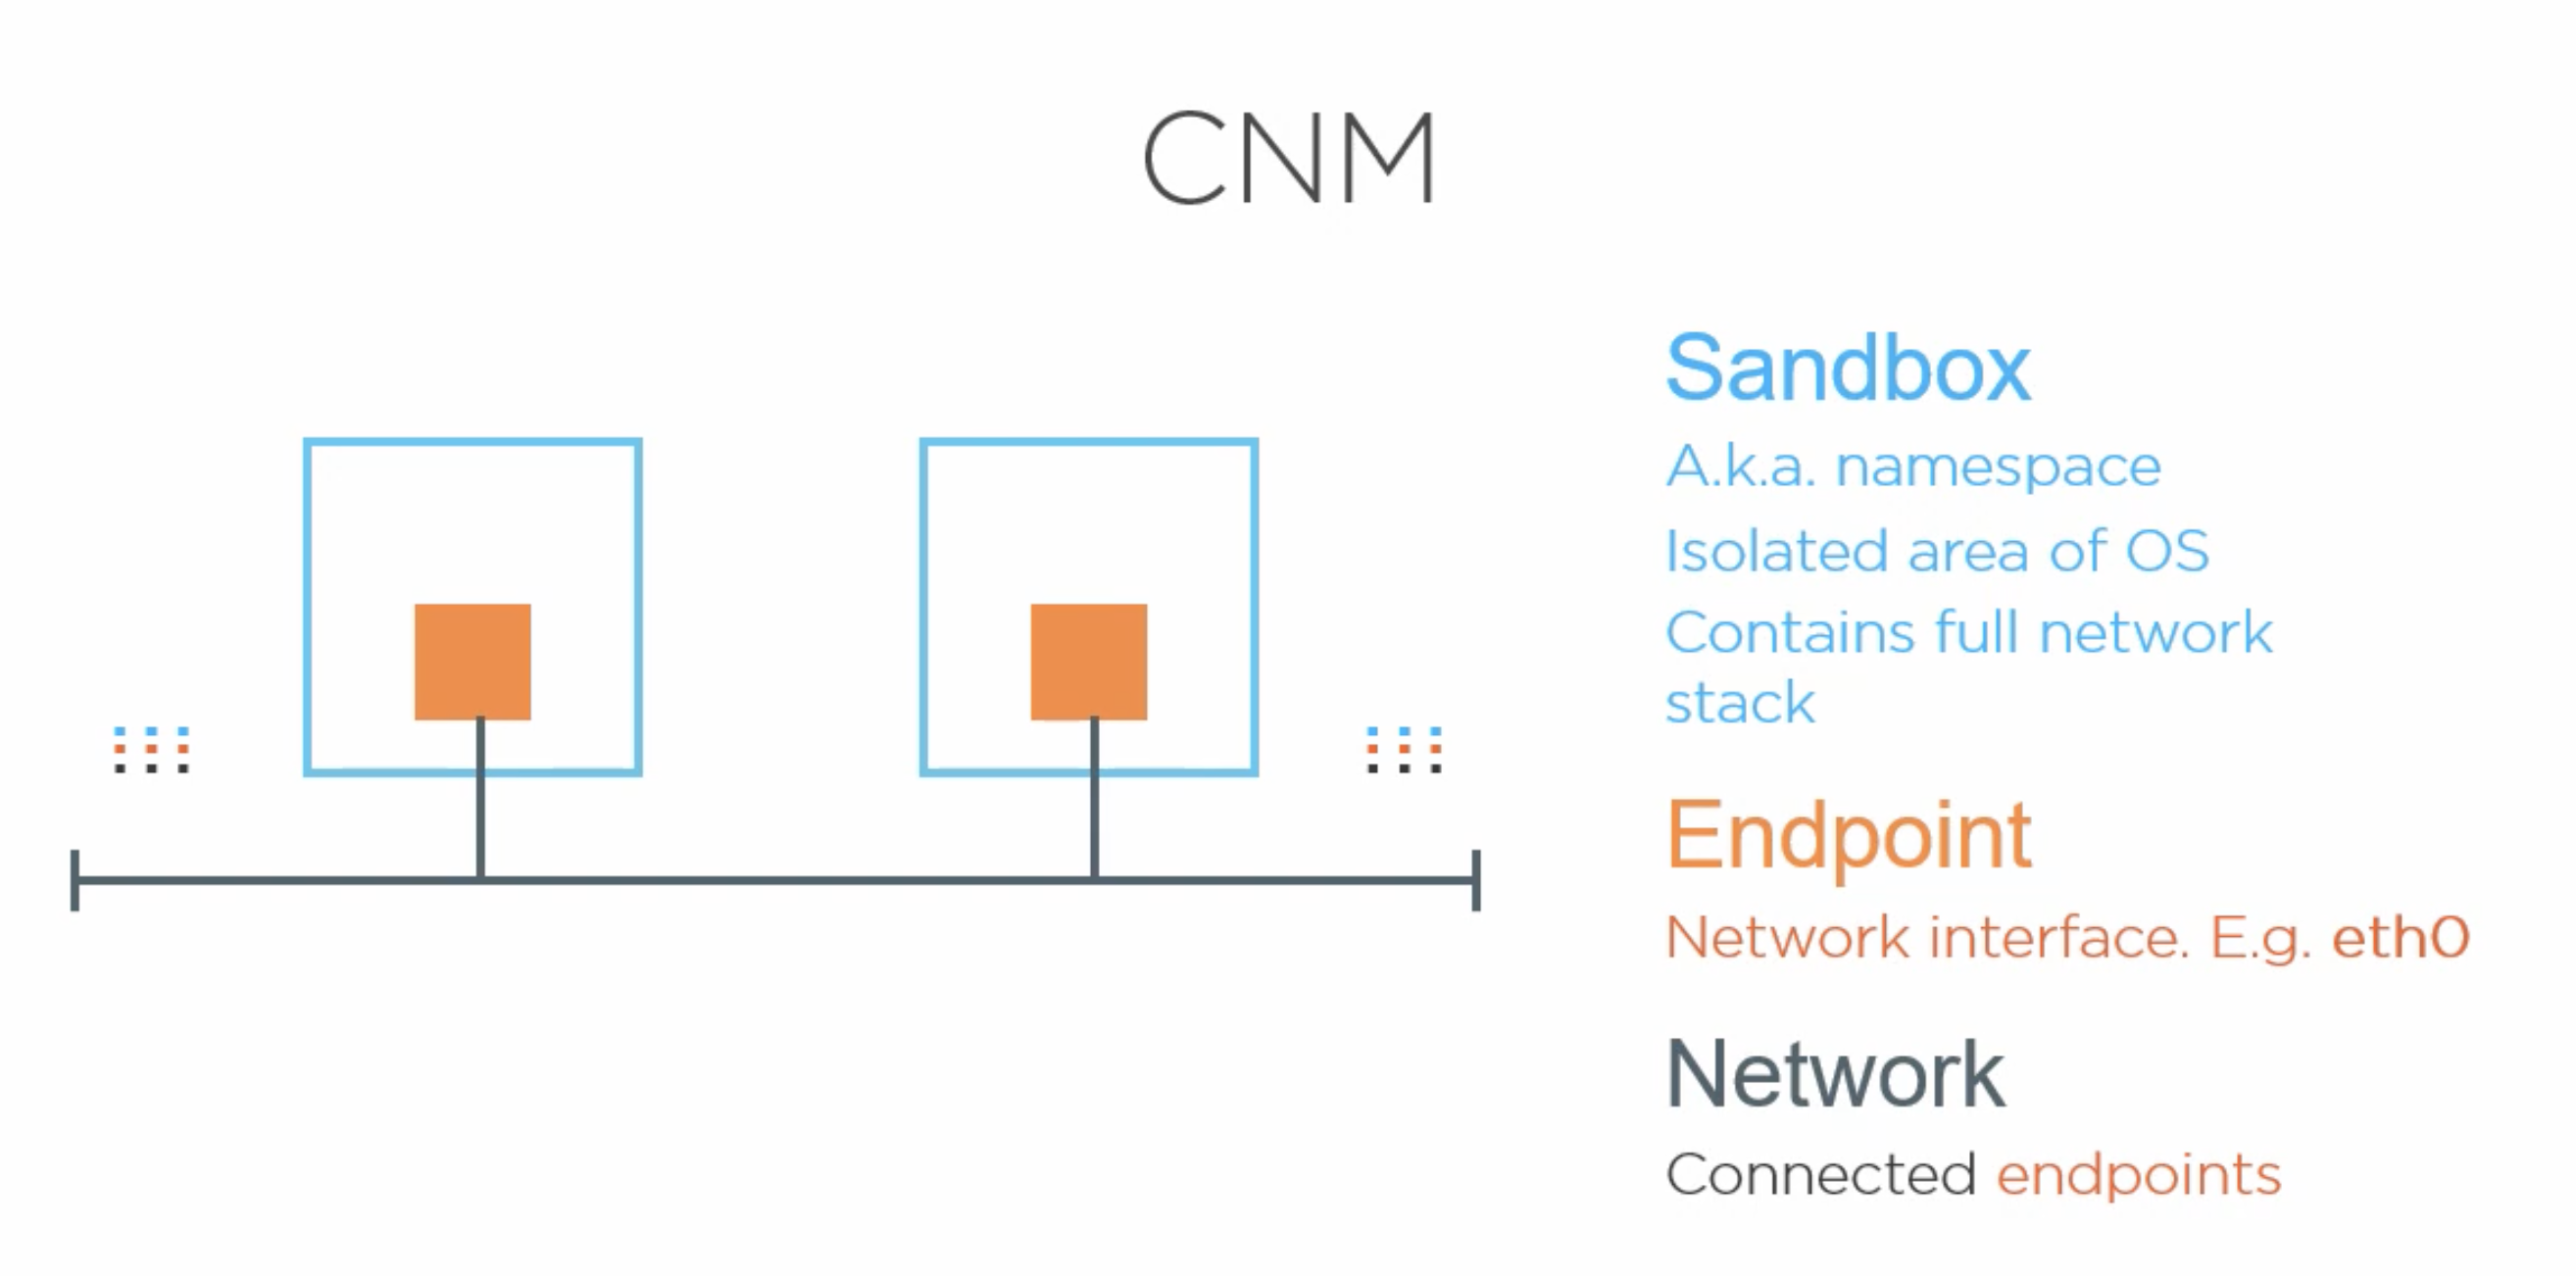 CNM
Sandbox
A.k.a. namespace
Isolated area of OS
Contains full network
stack
Endpoint
Network interface. E.g. eth0
Network
Connected endpoints